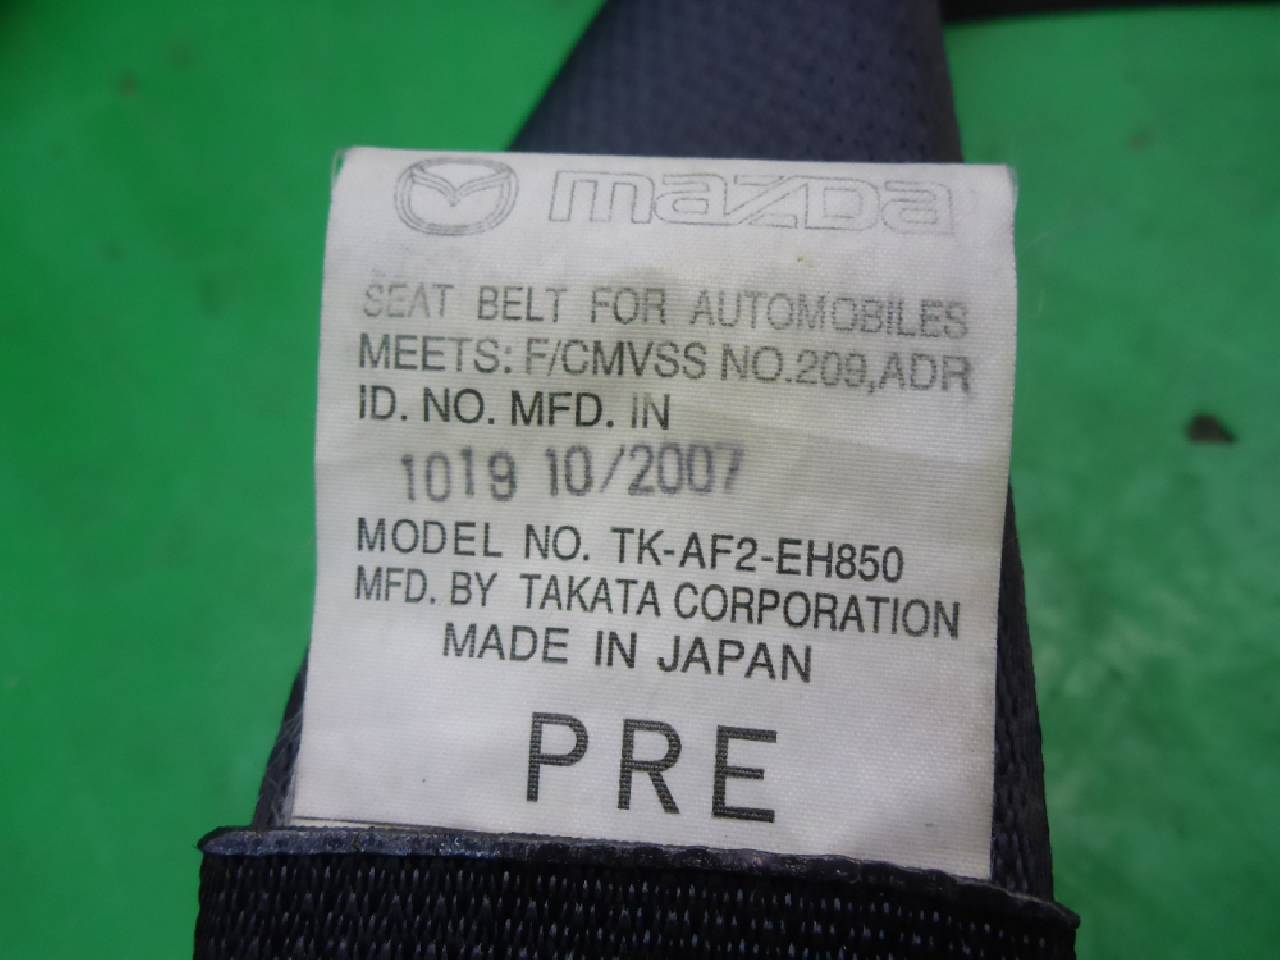 mazda
SEAT BELT FOR AUTOMOBILES
MEETS: F/CMVSS NO.209,ADR
ID. NO. MFD. IN
1019 10/2007
MODEL NO. TK-AF2-EH850
MFD. BY TAKATA CORPORATION
MADE IN JAPAN
PRE